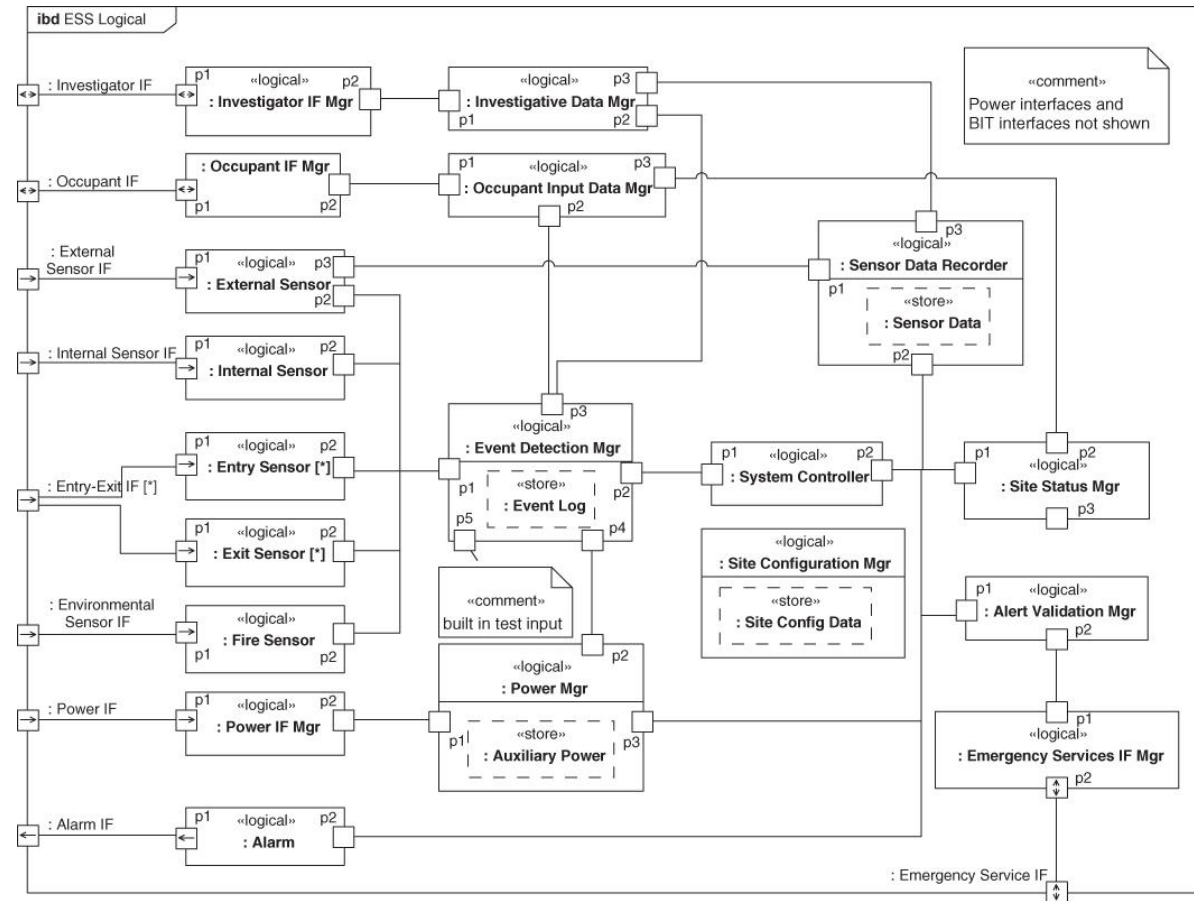 ibd ESS Logical
: Investigator IF
p1
«logical»
p2
: Investigator IF Mgr
«logical»
p3
: Investigative Data Mgr
p1
p2
«comment»
Power interfaces and
BIT interfaces not shown
: Occupant IF
: Occupant IF Mgr
p1
p2
p1
«logical»
p3
: Occupant Input Data Mgr
p2
: External
Sensor IF
p1
«logical»
p3
: External Sensor
p2
p3
«logical»
: Sensor Data Recorder
p1
«store»
: Sensor Data
p2
: Internal Sensor IF
p1
«logical»
p2
: Internal Sensor
: Entry-Exit IF [*]
p1
«logical»
p2
: Entry Sensor [*]
p1
«logical»
p2
: Exit Sensor [*]
p3
«logical»
: Event Detection Mgr
p1
«store»
p2
: Event Log
p5
p4
p1
«logical»
p2
: System Controller
p1
p2
«logical»
: Site Status Mgr
p3
«logical»
: Site Configuration Mgr
«store»
: Site Config Data
«comment»
built in test input
: Environmental
Sensor IF
«logical»
: Fire Sensor
p1
p2
p1
«logical»
: Alert Validation Mgr
p2
: Power IF
p1
«logical»
p2
: Power IF Mgr
p2
«logical»
: Power Mgr
«store»
p1
: Auxiliary Power
p3
p1
«logical»
: Emergency Services IF Mgr
p2
: Alarm IF
p1
«logical»
p2
: Alarm
: Emergency Service IF